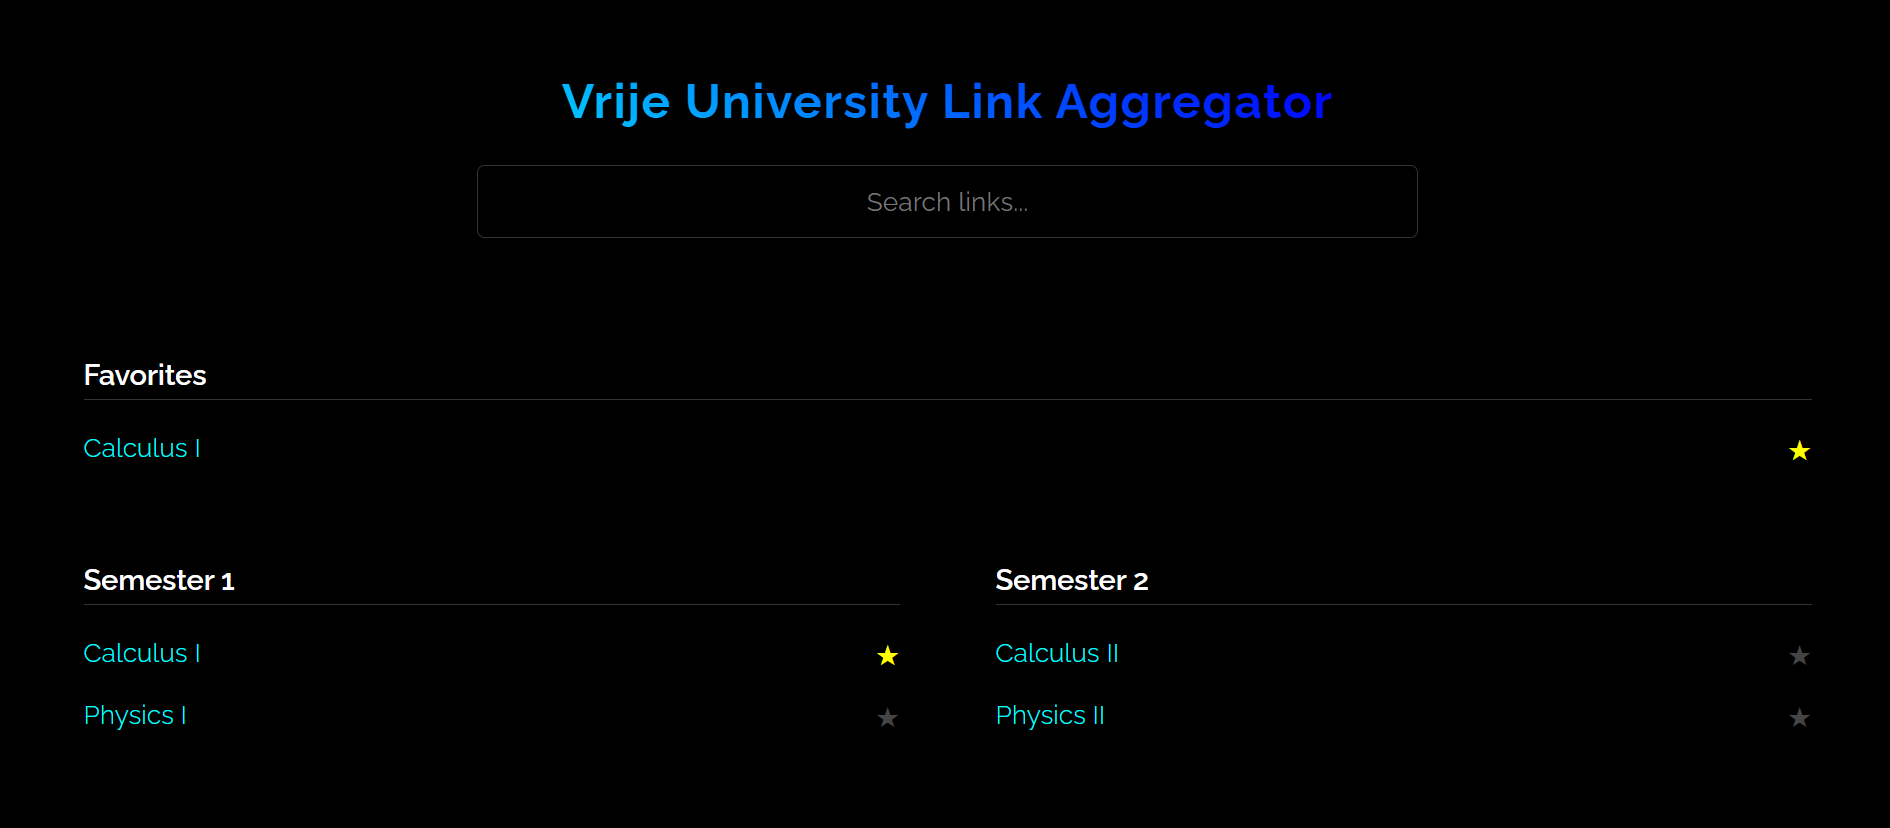 Vrije University Link Aggregator
Search links...
Favorites
Calculus I
Semester 1
Calculus I
Physics I
Semester 2
Calculus II
Physics II